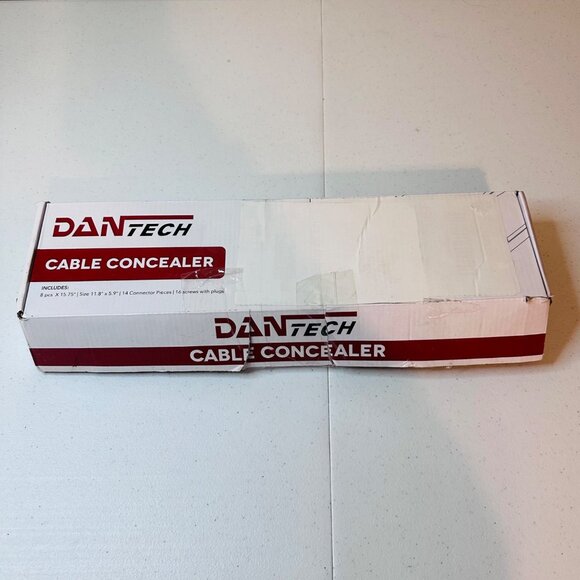 DANTECH
CABLE CONCEALER
INCLUDES:
8 pcs X 15.75" | Size 11.8" x 5.9" | 14 Connector Pieces | 16 screws with plugs
DANTECH
CABLE CONCEALER